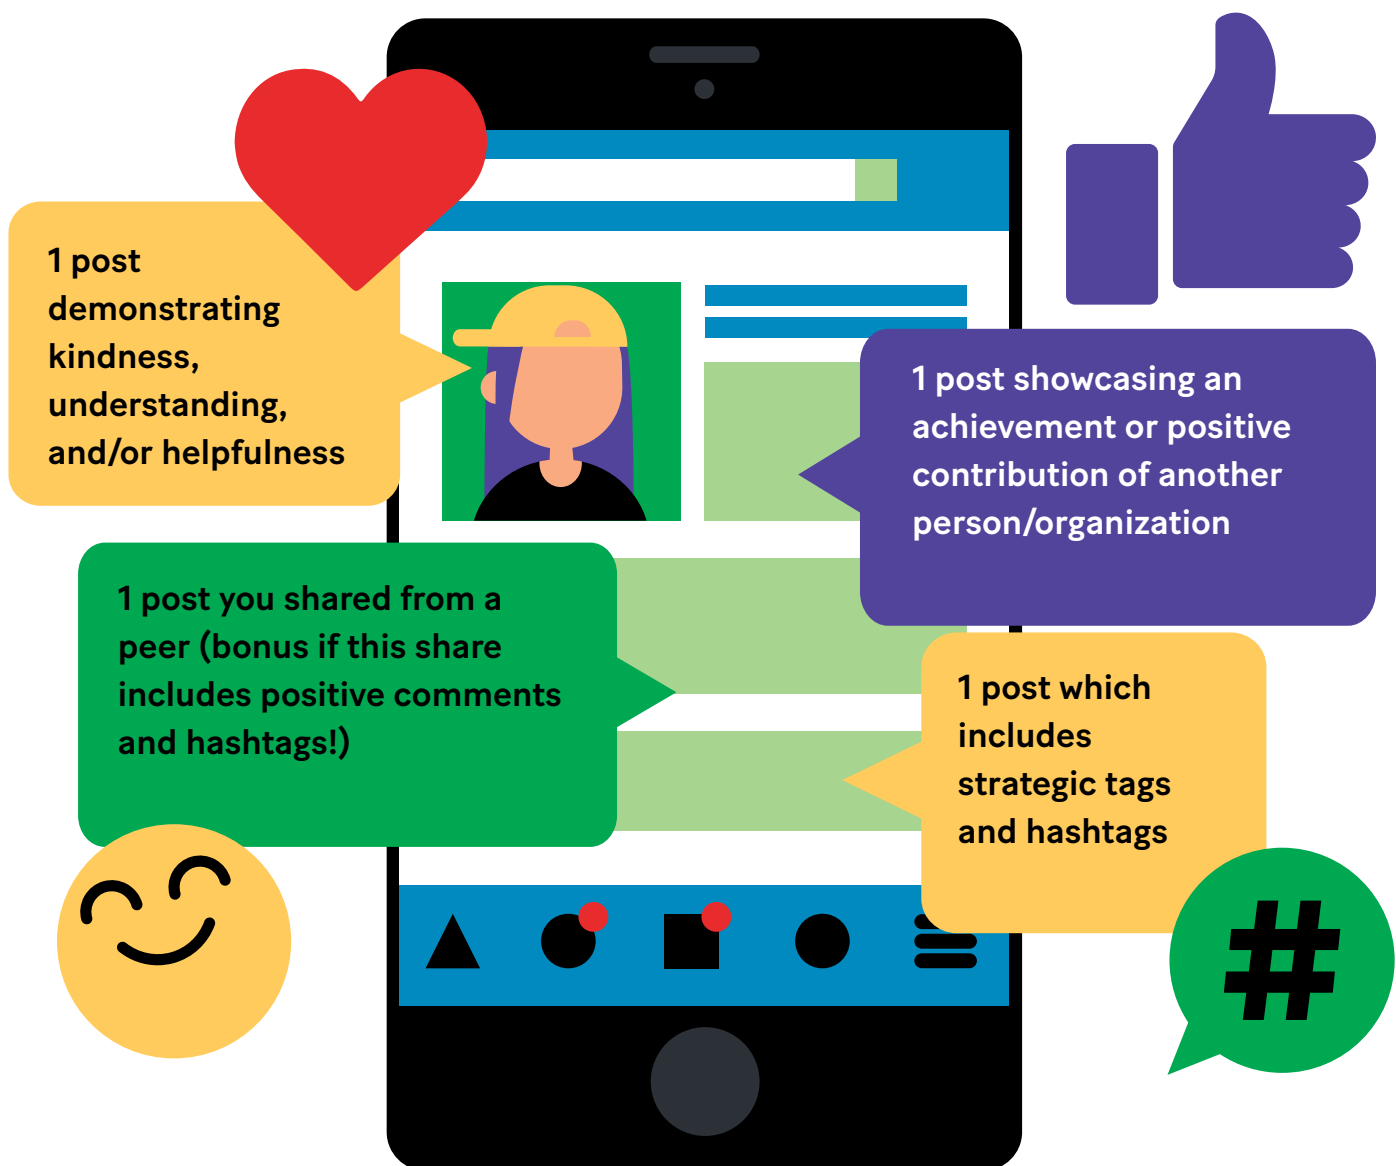 1 post
demonstrating
kindness,
understanding,
and/or helpfulness
1 post showcasing an
achievement or positive
contribution of another
person/organization
1 post you shared from a
peer (bonus if this share
includes positive comments
and hashtags!)
1 post which
includes
strategic tags
and hashtags
#